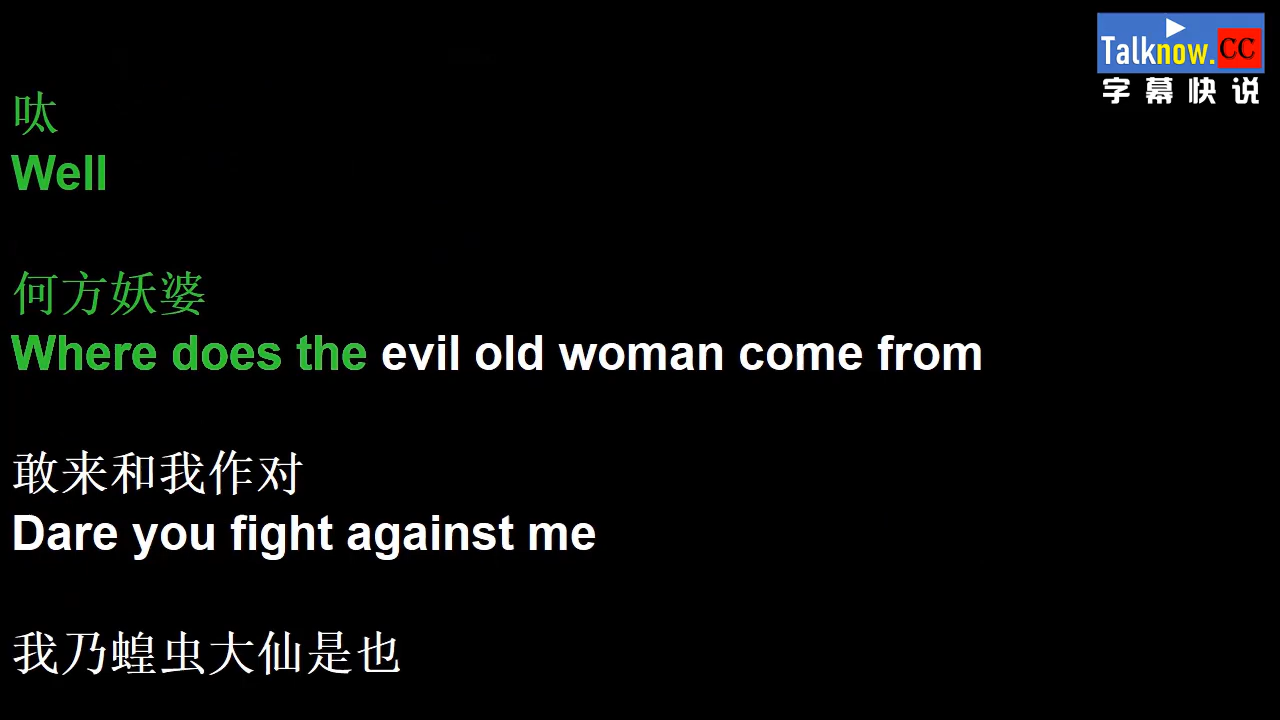 Talknow.CC
字幕快说
呔
Well
何方妖婆
Where does the evil old woman come from
敢来和我作对
Dare you fight against me
我乃蝗虫大仙是也